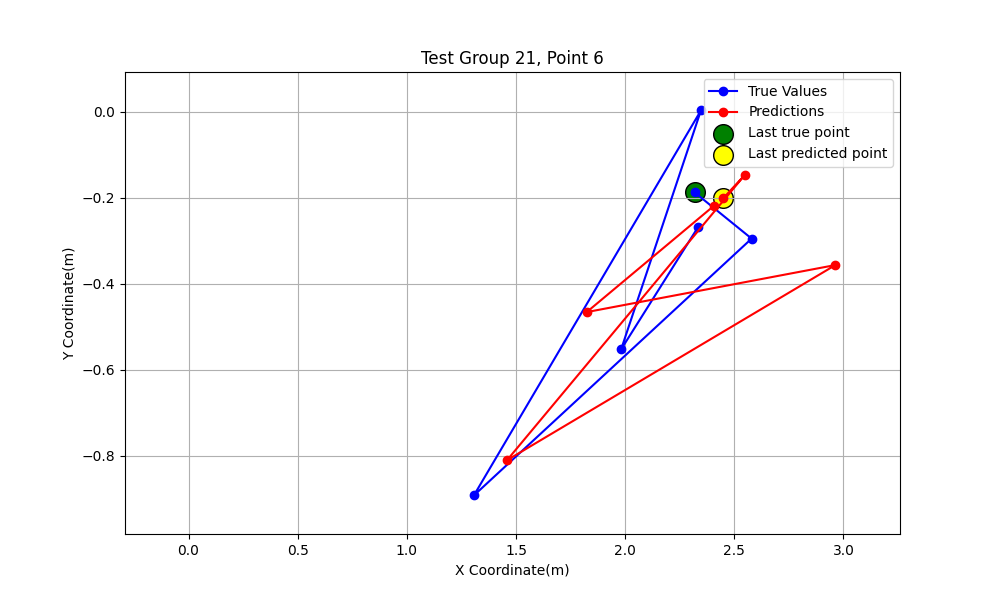 Test Group 21, Point 6
True Values
Predictions
Last true point
Last predicted point
Y Coordinate(m)
0.0
−0.2
−0.4
−0.6
−0.8
0.0 0.5 1.0 1.5 2.0 2.5 3.0
X Coordinate(m)